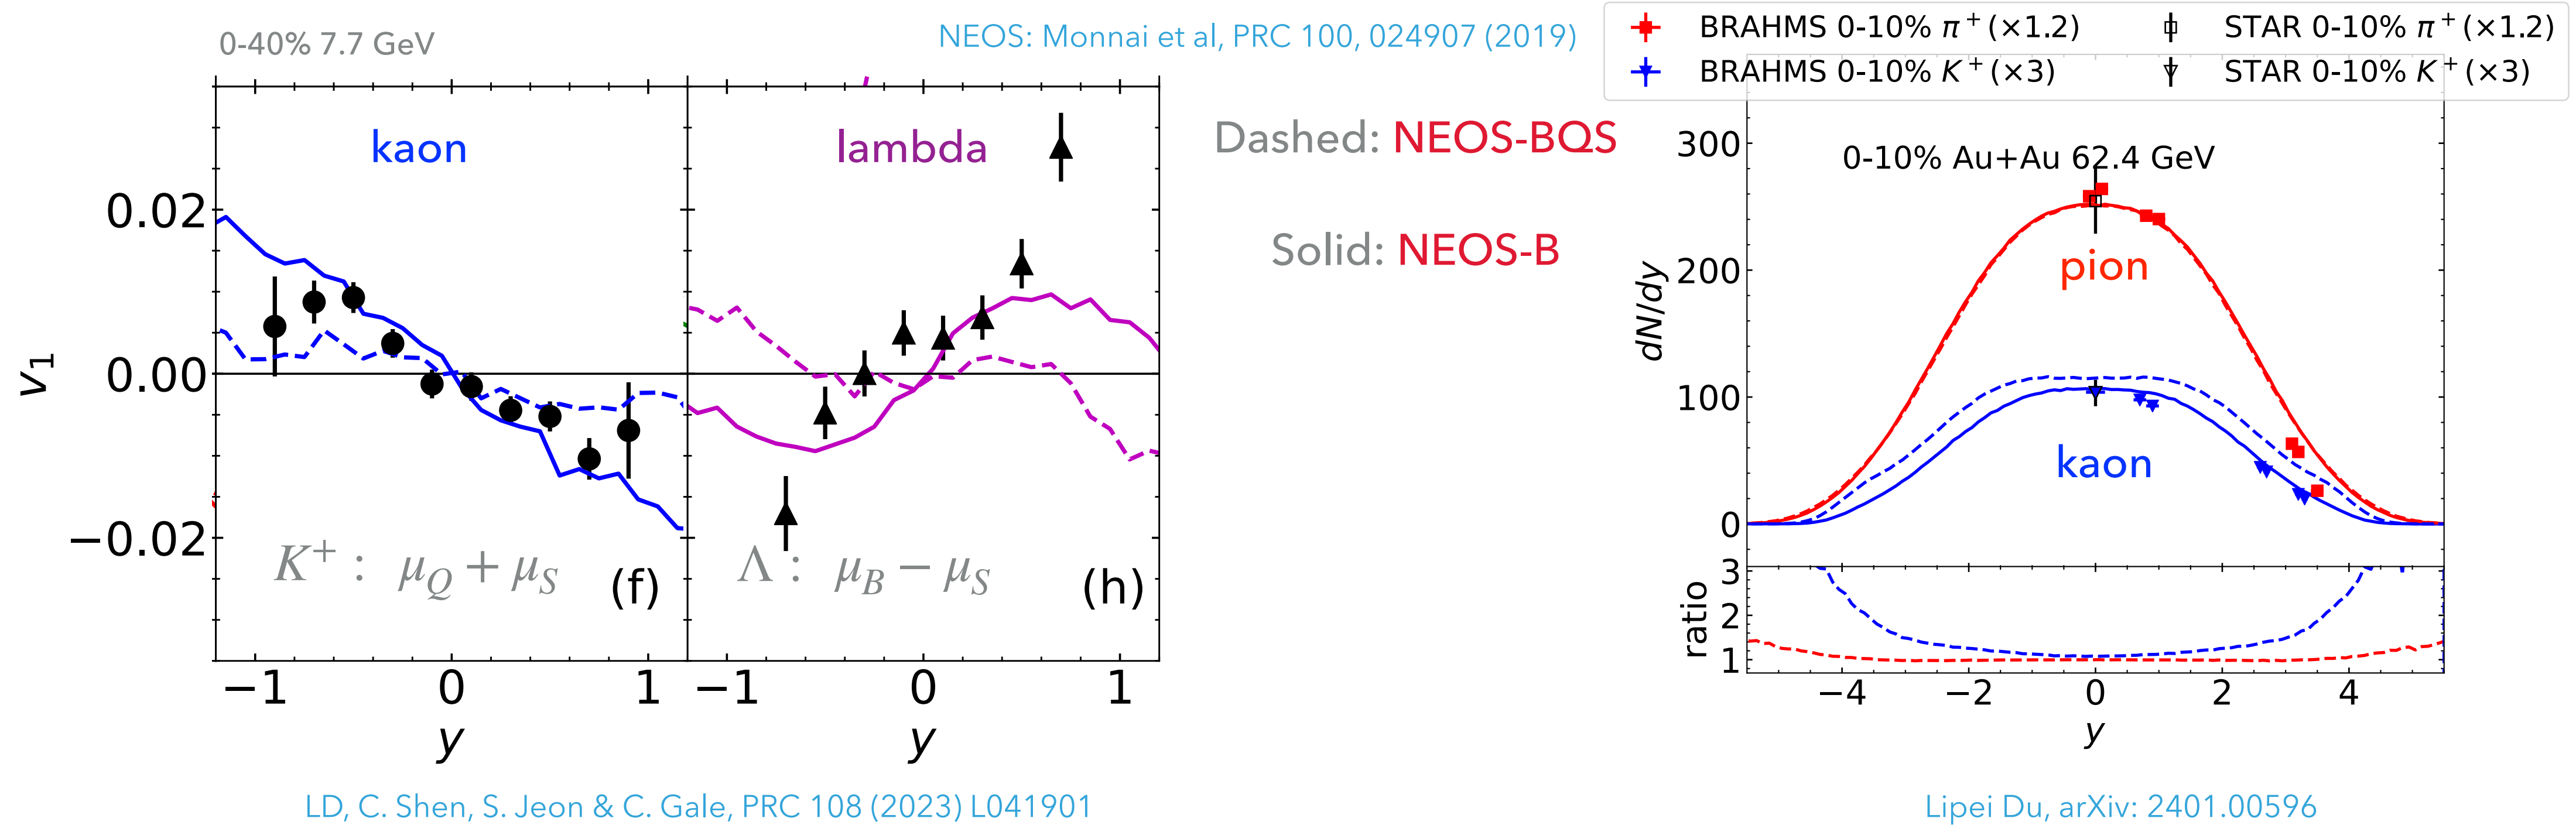 0-40% 7.7 GeV
NEOS: Monnai et al, PRC 100, 024907 (2019)
BRAHMS 0-10% π⁺(×1.2)
STAR 0-10% π⁺(×1.2)
BRAHMS 0-10% K⁺(×3)
STAR 0-10% K⁺(×3)
kaon
lambda
Dashed: NEOS-BQS
Solid: NEOS-B
0.02
0.00
−0.02
v₁
K⁺ : μ_Q + μ_S
(f)
Λ : μ_B − μ_S
(h)
−1 0 1
−1 0 1
y
y
0-10% Au+Au 62.4 GeV
300
200
100
0
dN/dy
pion
kaon
3
2
1
ratio
−4 −2 0 2 4
y
LD, C. Shen, S. Jeon & C. Gale, PRC 108 (2023) L041901
Lipei Du, arXiv: 2401.00596